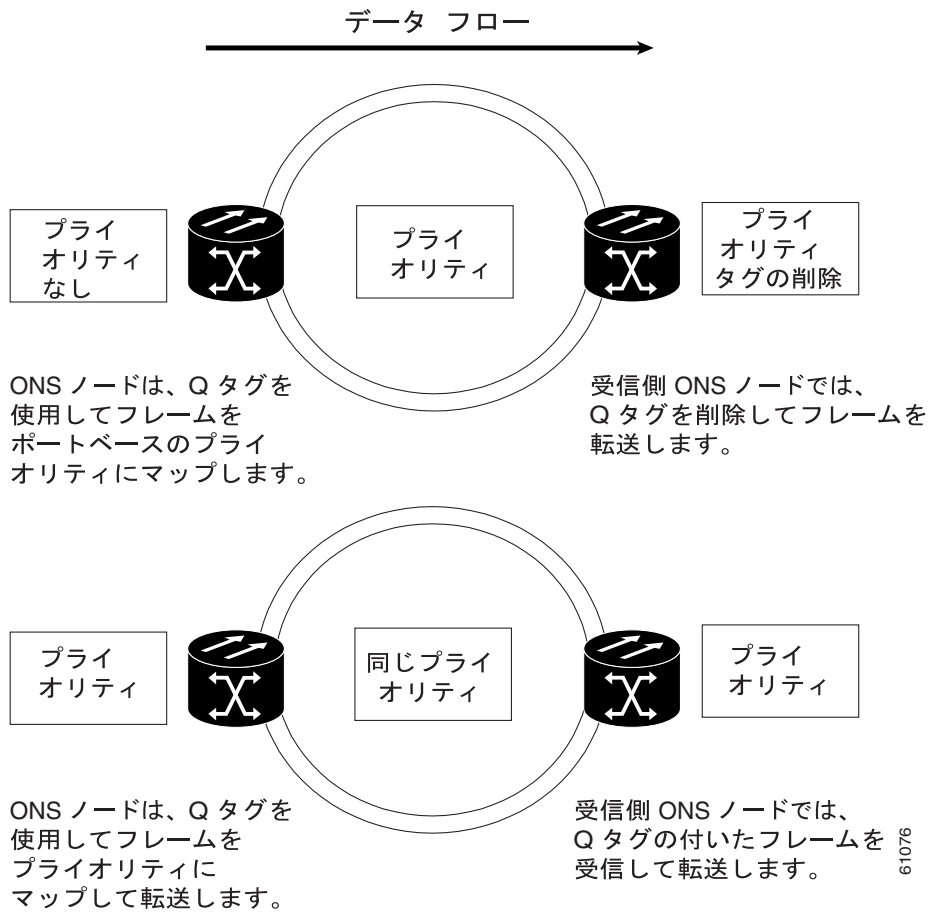 データ フロー
プライ
オリティ
なし
プライ
オリティ
プライ
オリティ
タグの削除
ONS ノードは、Q タグを
使用してフレームを
ポートベースのプライ
オリティにマップします。
受信側 ONS ノードでは、
Q タグを削除してフレームを
転送します。
プライ
オリティ
同じプライ
オリティ
プライ
オリティ
ONS ノードは、Q タグを
使用してフレームを
プライオリティに
マップして転送します。
受信側 ONS ノードでは、
Q タグの付いたフレームを
受信して転送します。
61076